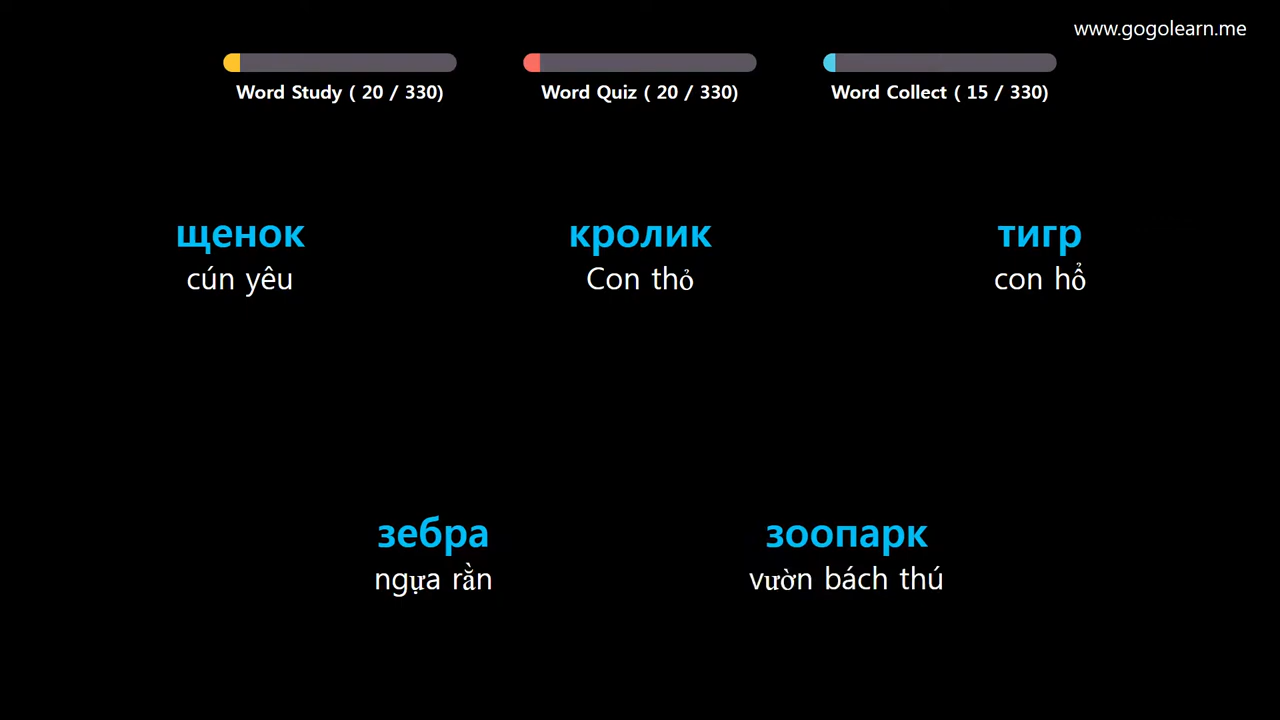 www.gogolearn.me
Word Study ( 20 / 330)
Word Quiz ( 20 / 330)
Word Collect ( 15 / 330)
щенок
cún yêu
кролик
Con thỏ
тигр
con hổ
зебра
ngựa rằn
зоопарк
vườn bách thú